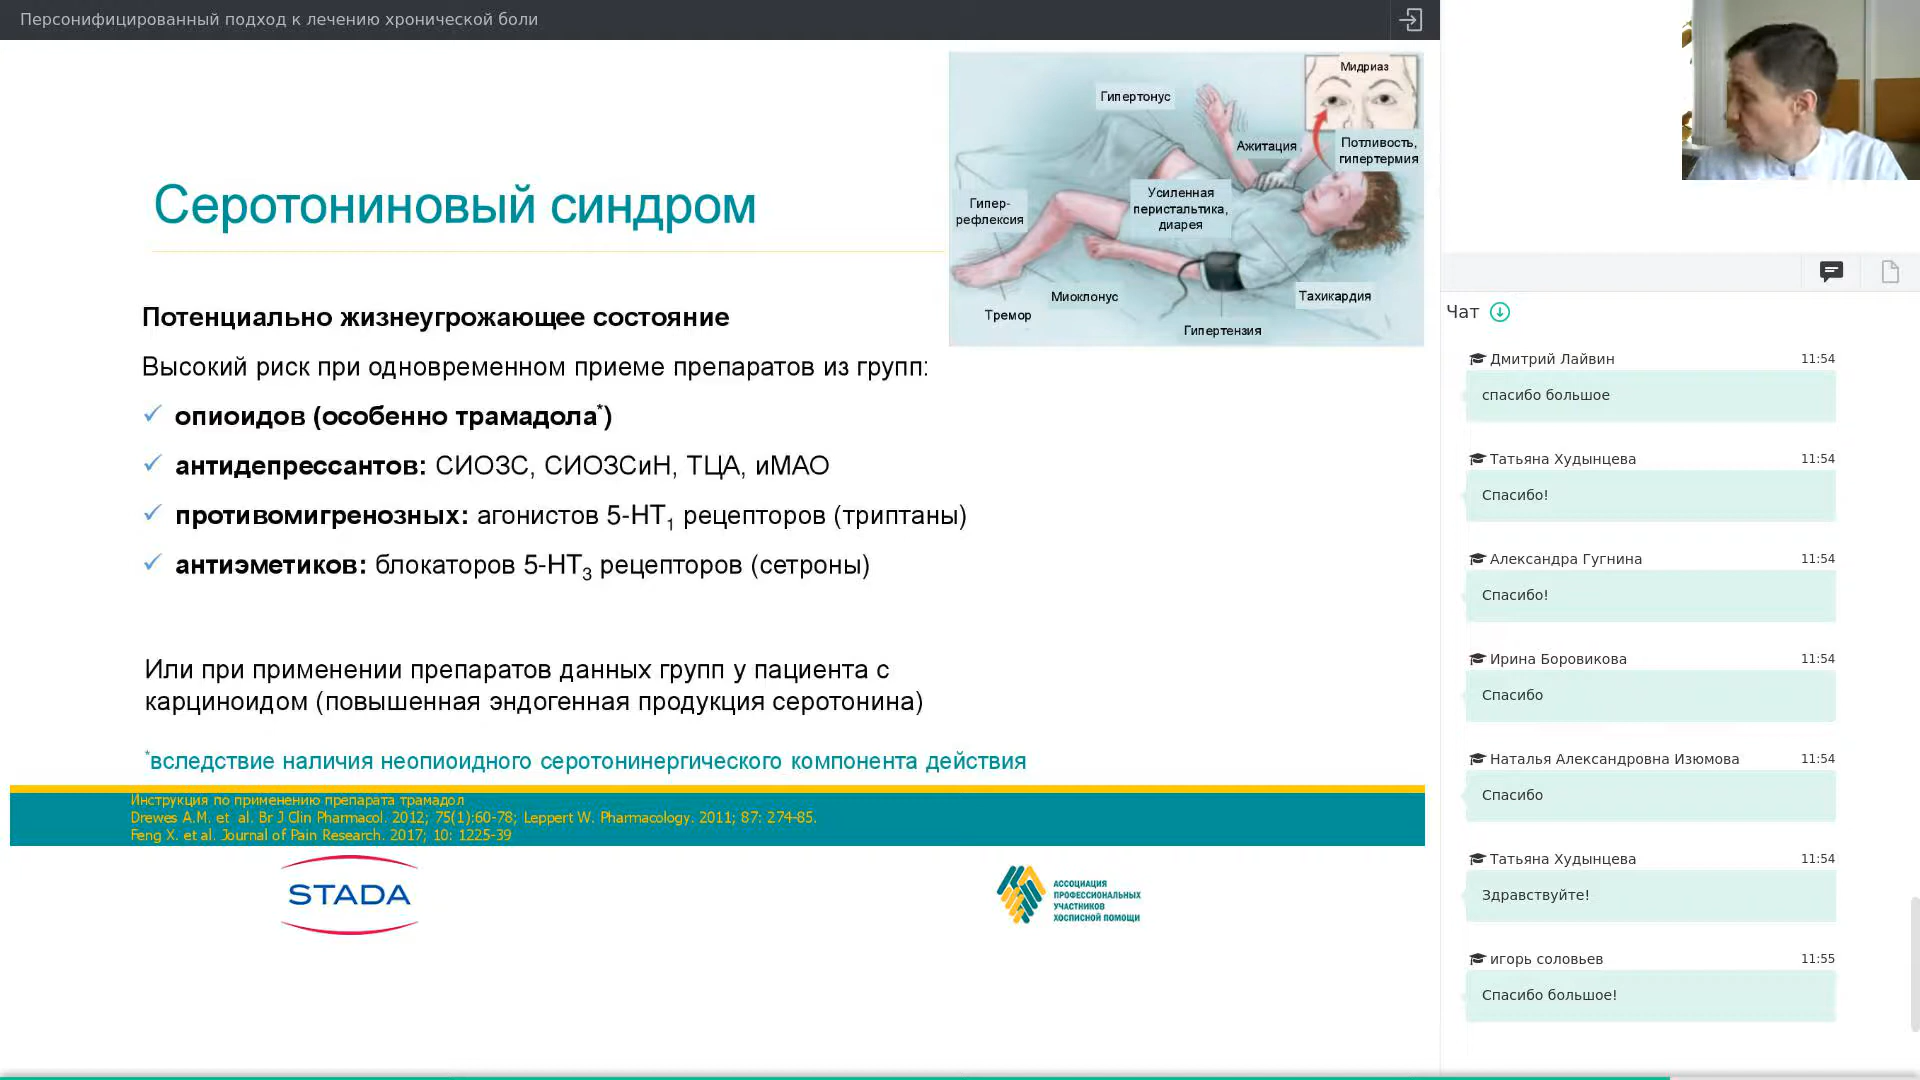 Персонифицированный подход к лечению хронической боли
Серотониновый синдром
Мидриаз
Гипертонус
Ажитация
Потливость,
гипертермия
Гипер-
рефлексия
Усиленная
перистальтика,
диарея
Миоклонус
Тахикардия
Тремор
Гипертензия
Потенциально жизнеугрожающее состояние
Высокий риск при одновременном приеме препаратов из групп:
✓ опиоидов (особенно трамадола*)
✓ антидепрессантов: СИОЗС, СИОЗСиН, ТЦА, иМАО
✓ противомигренозных: агонистов 5-HT1 рецепторов (триптаны)
✓ антиэметиков: блокаторов 5-HT3 рецепторов (сетроны)
Или при применении препаратов данных групп у пациента с
карциноидом (повышенная эндогенная продукция серотонина)
*вследствие наличия неопиоидного серотонинергического компонента действия
Инструкция по применению препарата трамадол
Drewes A.M. et al. Br J Clin Pharmacol. 2012; 75(1):60-78; Leppert W. Pharmacology. 2011; 87: 274-85.
Feng X. et al. Journal of Pain Research. 2017; 10: 1225-39
STADA
АССОЦИАЦИЯ
ПРОФЕССИОНАЛЬНЫХ
УЧАСТНИКОВ
ХОСПИСНОЙ ПОМОЩИ
Чат
Дмитрий Лайвин 11:54
спасибо большое
Татьяна Худынцева 11:54
Спасибо!
Александра Гугнина 11:54
Спасибо!
Ирина Боровикова 11:54
Спасибо
Наталья Александровна Изюмова 11:54
Спасибо
Татьяна Худынцева 11:54
Здравствуйте!
игорь соловьев 11:55
Спасибо большое!